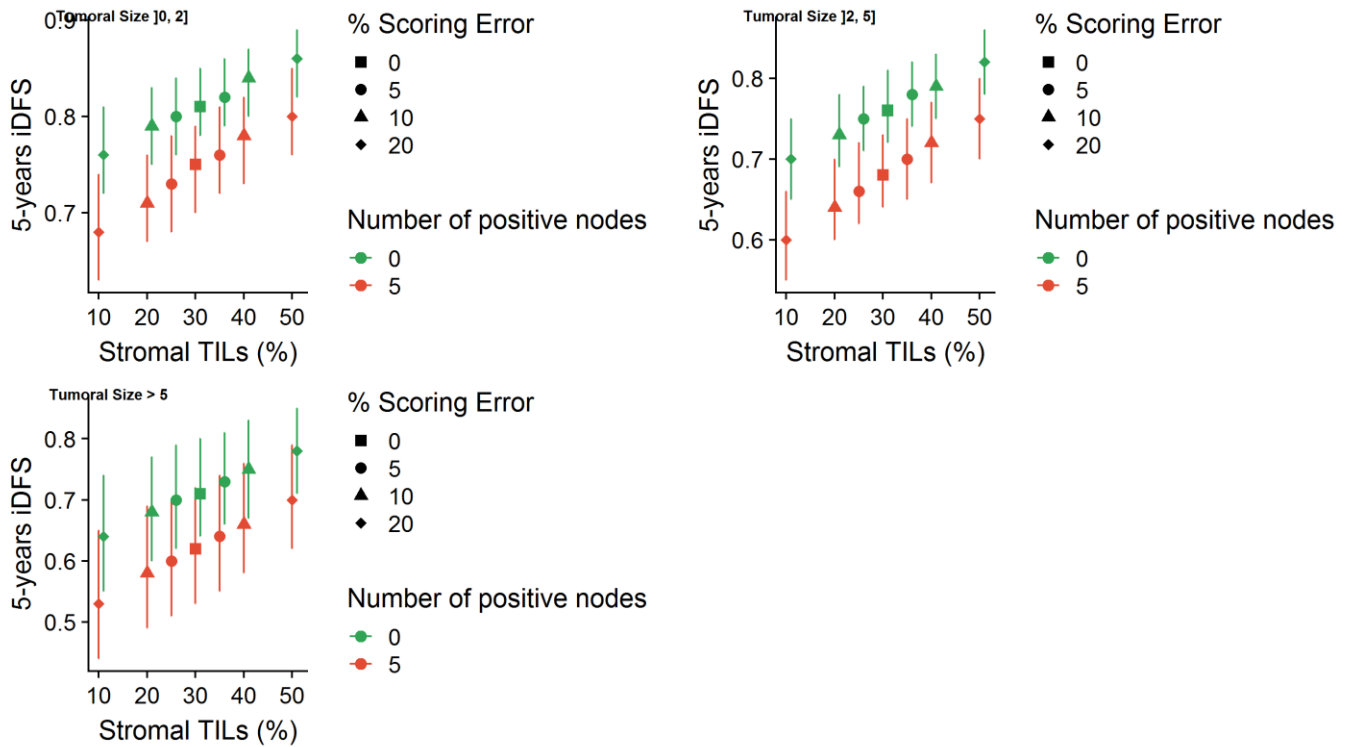 Tumoral Size ]0, 2]
0.9
0.8
0.7
5-years iDFS
10 20 30 40 50
Stromal TILs (%)
% Scoring Error
0
5
10
20
Number of positive nodes
0
5
Tumoral Size ]2, 5]
0.8
0.7
0.6
5-years iDFS
10 20 30 40 50
Stromal TILs (%)
% Scoring Error
0
5
10
20
Number of positive nodes
0
5
Tumoral Size > 5
0.8
0.7
0.6
0.5
5-years iDFS
10 20 30 40 50
Stromal TILs (%)
% Scoring Error
0
5
10
20
Number of positive nodes
0
5